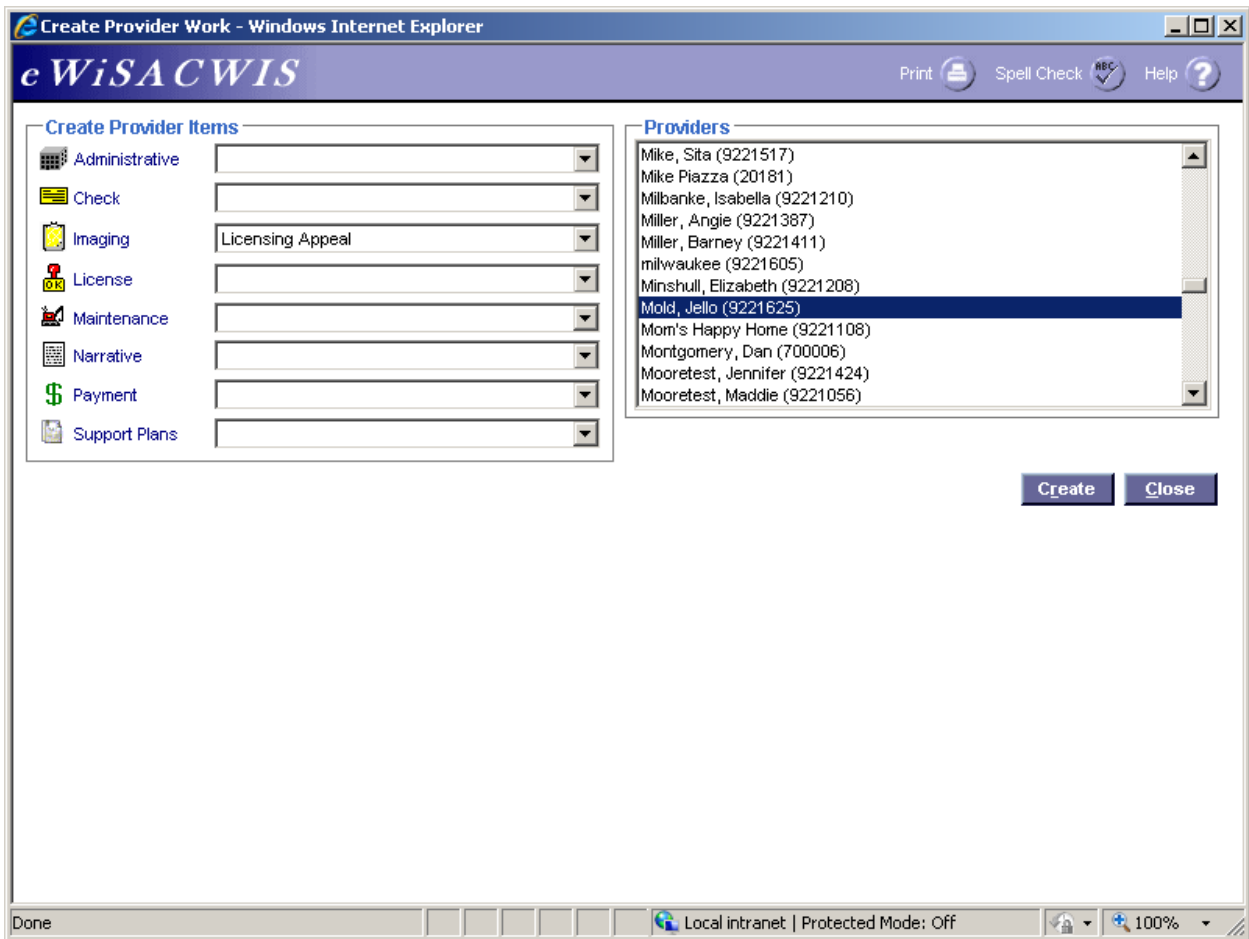 Create Provider Work - Windows Internet Explorer
eWiSACWIS
Print Spell Check ABC Help ?
Create Provider Items
Administrative
Check
Imaging Licensing Appeal
OK License
Maintenance
Narrative
$ Payment
Support Plans
Providers
Mike, Sita (9221517)
Mike Piazza (20181)
Milbanke, Isabella (9221210)
Miller, Angie (9221387)
Miller, Barney (9221411)
milwaukee (9221605)
Minshull, Elizabeth (9221208)
Mold, Jello (9221625)
Mom's Happy Home (9221108)
Montgomery, Dan (700006)
Mooretest, Jennifer (9221424)
Mooretest, Maddie (9221056)
Create Close
Done Local intranet | Protected Mode: Off 100%